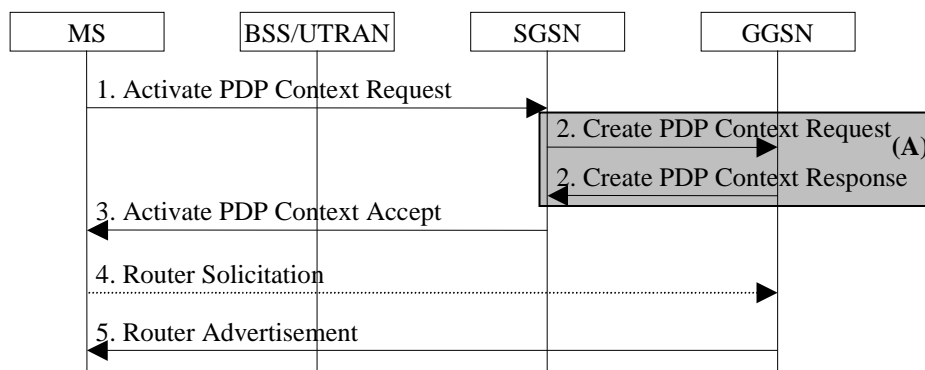 MS BSS/UTRAN SGSN GGSN
1. Activate PDP Context Request
2. Create PDP Context Request
(A)
2. Create PDP Context Response
3. Activate PDP Context Accept
4. Router Solicitation
5. Router Advertisement